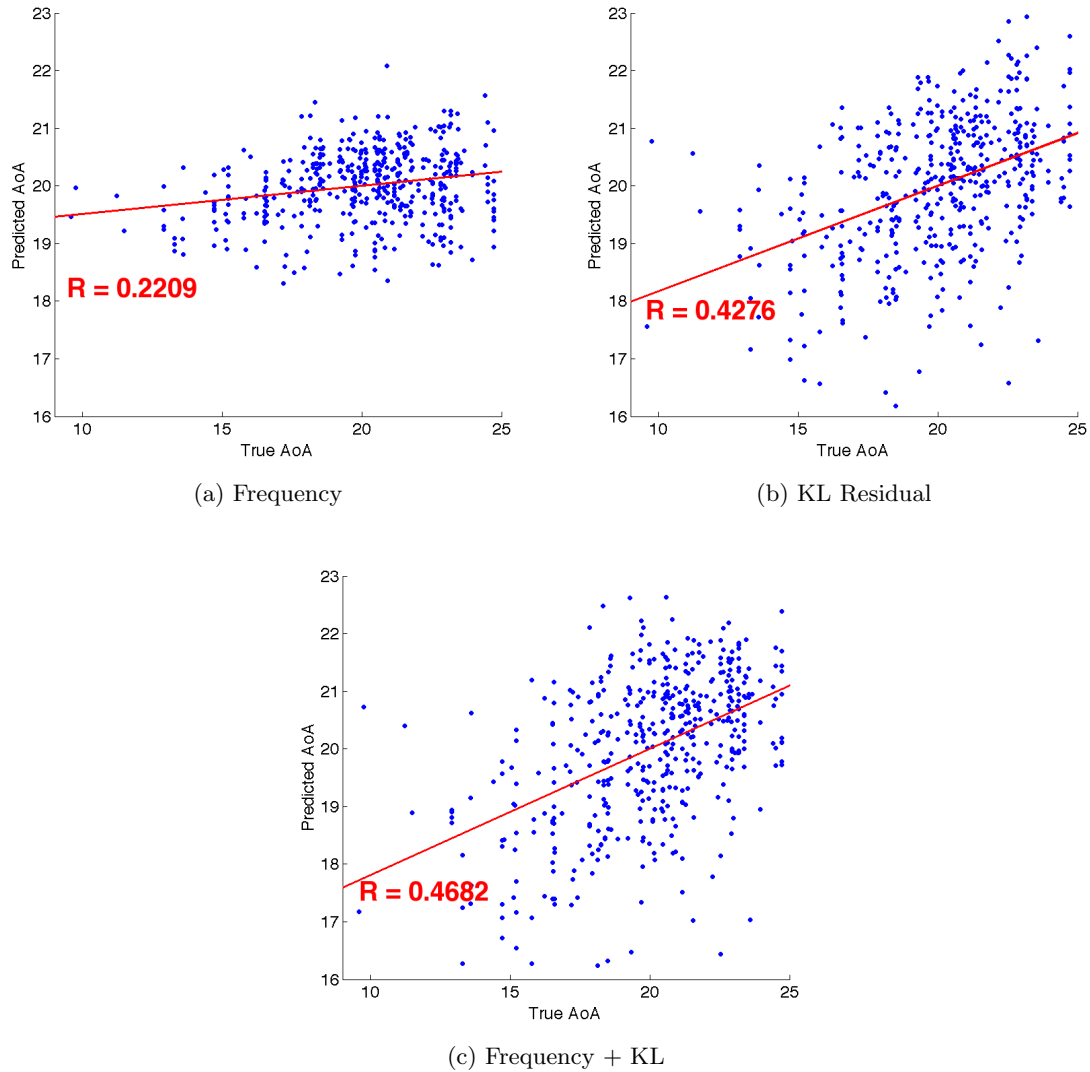 23
22
21
20
19
18
17
16
Predicted AoA
R = 0.2209
10 15 20 25
True AoA
(a) Frequency
23
22
21
20
19
18
17
16
Predicted AoA
R = 0.4276
10 15 20 25
True AoA
(b) KL Residual
23
22
21
20
19
18
17
16
Predicted AoA
R = 0.4682
10 15 20 25
True AoA
(c) Frequency + KL